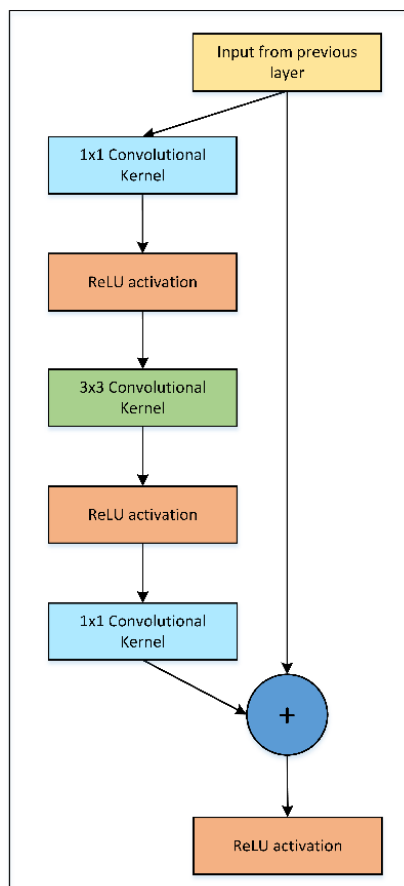 Input from previous
layer
1x1 Convolutional
Kernel
ReLU activation
3x3 Convolutional
Kernel
ReLU activation
1x1 Convolutional
Kernel
+
ReLU activation